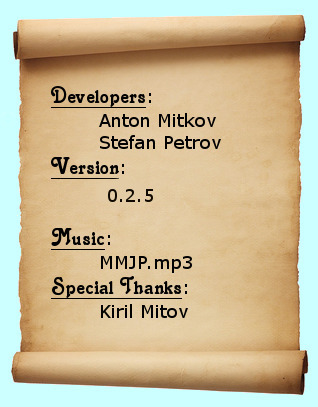 Developers:
Anton Mitkov
Stefan Petrov
Version:
0.2.5
Music:
MMJP.mp3
Special Thanks:
Kiril Mitov